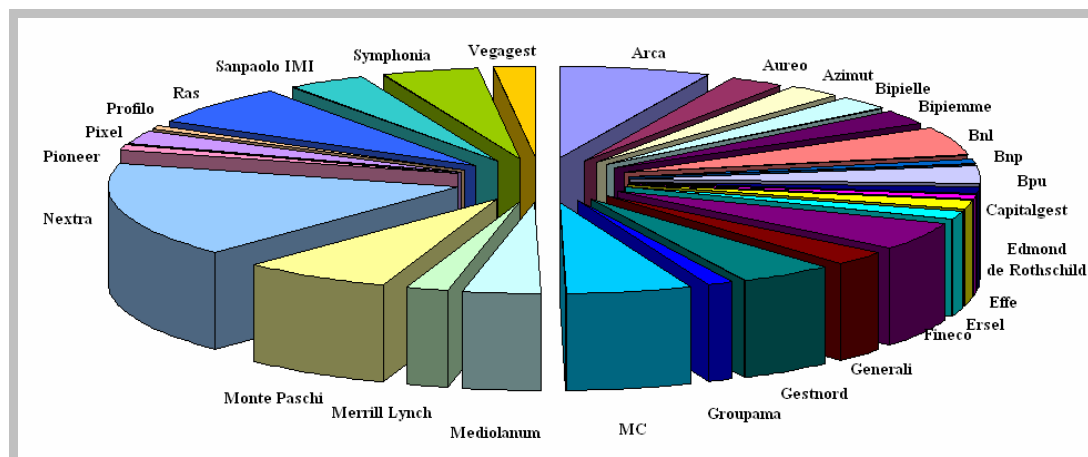 Arca
Aureo
Azimut
Bipielle
Bipiemme
Bnl
Bnp
Bpu
Capitalgest
Edmond
de Rothschild
Effe
Ersel
Fineco
Generali
Gestnord
Groupama
MC
Mediolanum
Merrill Lynch
Monte Paschi
Nextra
Pioneer
Pixel
Profilo
Ras
Sanpaolo IMI
Symphonia
Vegagest